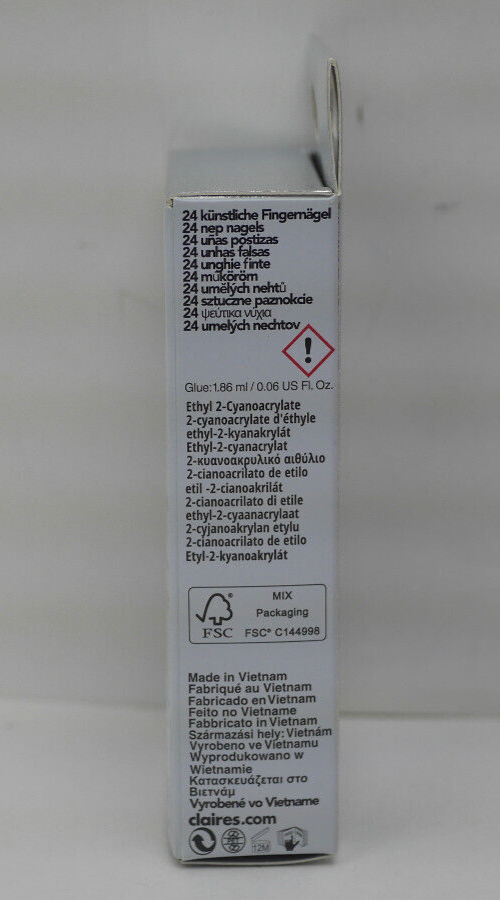 24 künstliche Fingernägel
24 nep nagels
24 uñas postizas
24 unhas falsas
24 unghie finte
24 műköröm
24 umělých nehtů
24 sztuczne paznokcie
24 ψεύτικα νύχια
24 umelých nechtov
!
Glue:1.86 ml / 0.06 US Fl. Oz.
Ethyl 2-Cyanoacrylate
2-cyanoacrylate d'éthyle
ethyl-2-kyanakrylát
Ethyl-2-cyanacrylat
2-κυανοακρυλικό αιθύλιο
2-cianoacrilato de etilo
etil -2-cianoakrilát
2-cianoacrilato di etile
ethyl-2-cyaanacrylaat
2-cyjanoakrylan etylu
2-cianoacrilato de etilo
Etyl-2-kyanoakrylát
MIX
Packaging
FSC
FSC® C144998
Made in Vietnam
Fabriqué au Vietnam
Fabricado en Vietnam
Feito no Vietname
Fabbricato in Vietnam
Származási hely: Vietnám
Vyrobeno ve Vietnamu
Wyprodukowano w
Wietnamie
Κατασκευάζεται στο
Βιετνάμ
Vyrobené vo Vietname
claires.com
12M